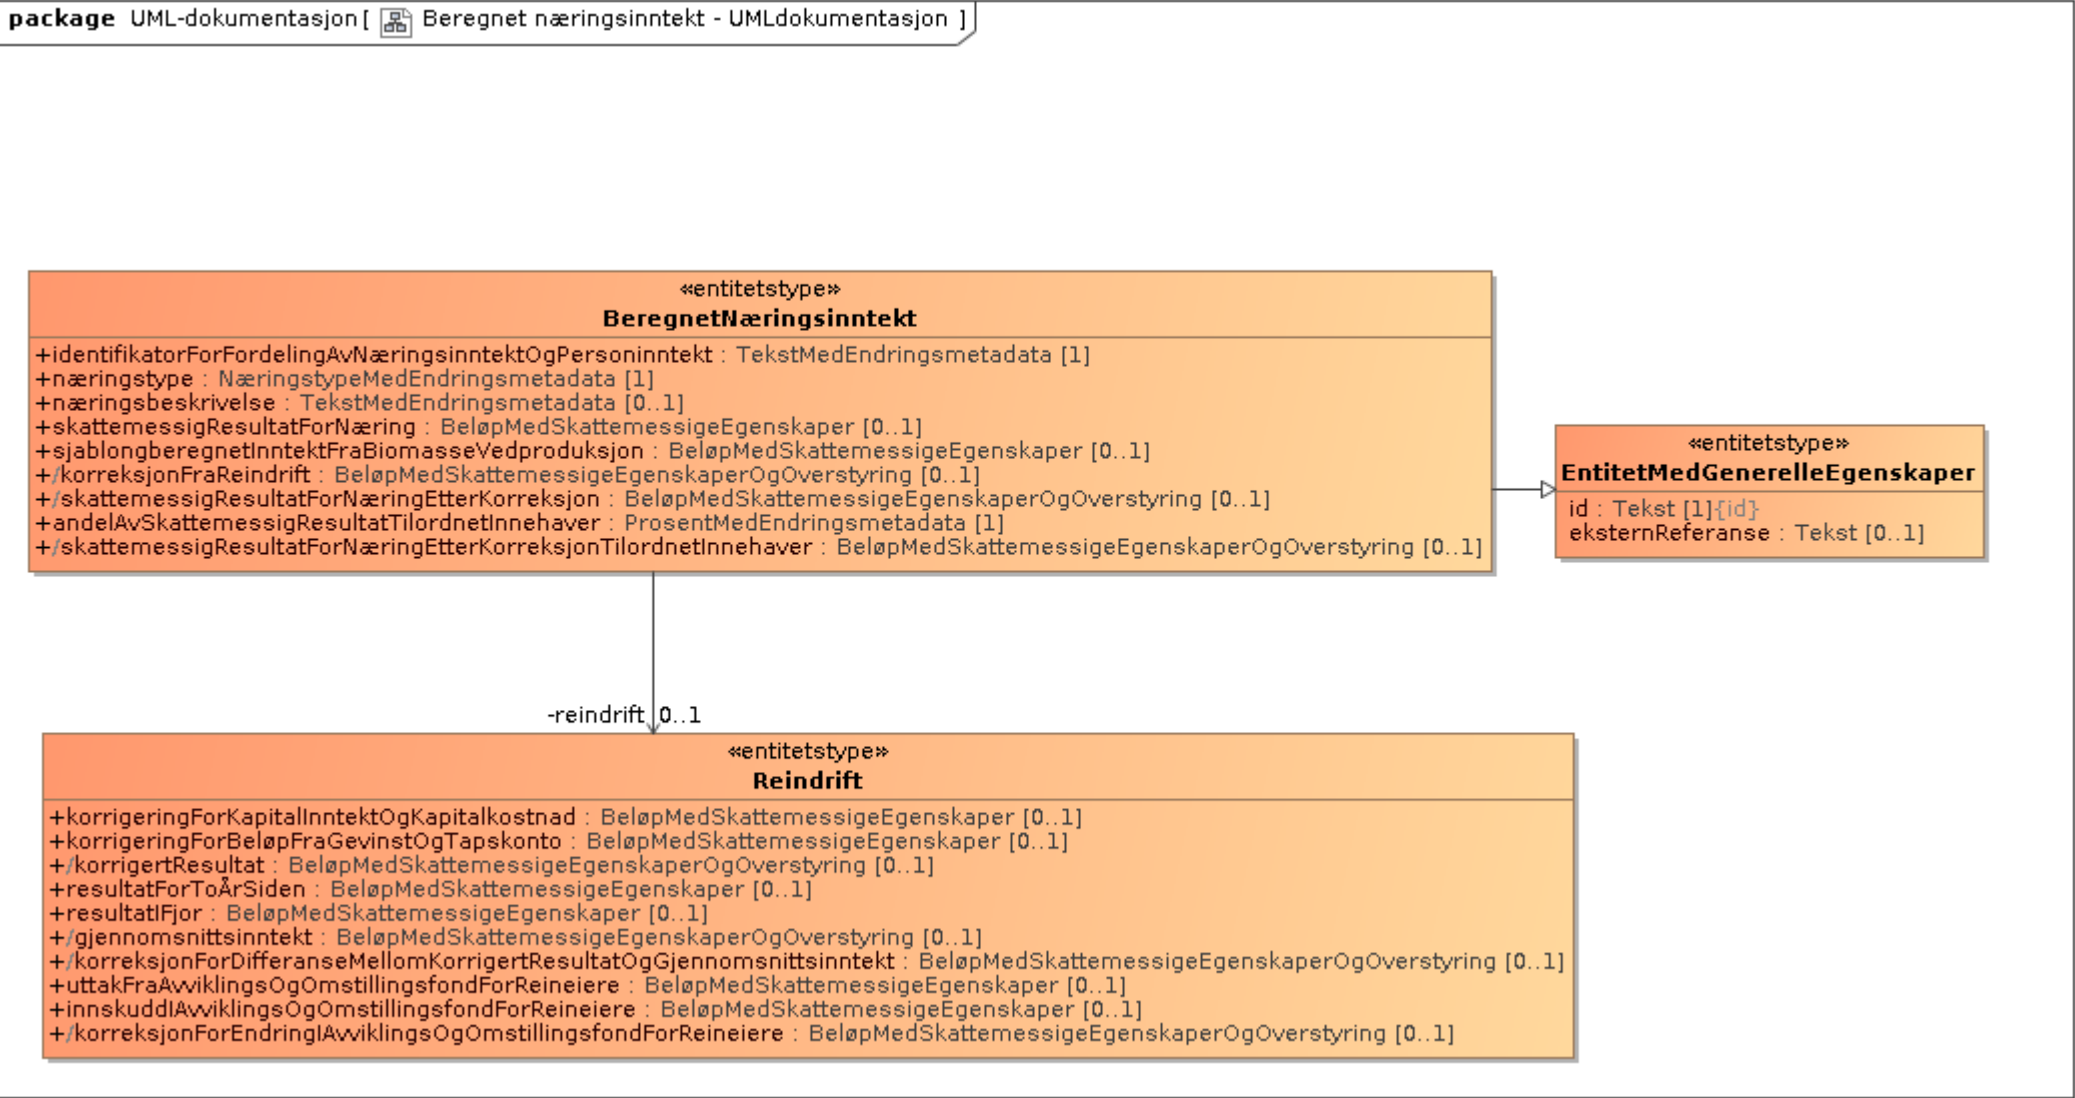 package UML-dokumentasjon [ Beregnet næringsinntekt - UMLdokumentasjon ]
«entitetstype»
BeregnetNæringsinntekt
+identifikatorForFordelingAvNæringsinntektOgPersoninntekt : TekstMedEndringsmetadata [1]
+næringstype : NæringstypeMedEndringsmetadata [1]
+næringsbeskrivelse : TekstMedEndringsmetadata [0..1]
+skattemessigResultatForNæring : BeløpMedSkattemessigeEgenskaper [0..1]
+sjablongberegnetInntektFraBiomasseVedproduksjon : BeløpMedSkattemessigeEgenskaper [0..1]
+/korreksjonFraReindrift : BeløpMedSkattemessigeEgenskaperOgOverstyring [0..1]
+/skattemessigResultatForNæringEtterKorreksjon : BeløpMedSkattemessigeEgenskaperOgOverstyring [0..1]
+andelAvSkattemessigResultatTilordnetInnehaver : ProsentMedEndringsmetadata [1]
+/skattemessigResultatForNæringEtterKorreksjonTilordnetInnehaver : BeløpMedSkattemessigeEgenskaperOgOverstyring [0..1]
«entitetstype»
EntitetMedGenerelleEgenskaper
id : Tekst [1]{id}
eksternReferanse : Tekst [0..1]
-reindrift 0..1
«entitetstype»
Reindrift
+korrigeringForKapitalInntektOgKapitalkostnad : BeløpMedSkattemessigeEgenskaper [0..1]
+korrigeringForBeløpFraGevinstOgTapskonto : BeløpMedSkattemessigeEgenskaper [0..1]
+/korrigertResultat : BeløpMedSkattemessigeEgenskaperOgOverstyring [0..1]
+resultatForToÅrSiden : BeløpMedSkattemessigeEgenskaper [0..1]
+resultatIFjor : BeløpMedSkattemessigeEgenskaper [0..1]
+/gjennomsnittsinntekt : BeløpMedSkattemessigeEgenskaperOgOverstyring [0..1]
+/korreksjonForDifferanseMellomKorrigertResultatOgGjennomsnittsinntekt : BeløpMedSkattemessigeEgenskaperOgOverstyring [0..1]
+uttakFraAvviklingsOgOmstillingsfondForReineiere : BeløpMedSkattemessigeEgenskaper [0..1]
+innskuddIAvviklingsOgOmstillingsfondForReineiere : BeløpMedSkattemessigeEgenskaper [0..1]
+/korreksjonForEndringIAvviklingsOgOmstillingsfondForReineiere : BeløpMedSkattemessigeEgenskaperOgOverstyring [0..1]